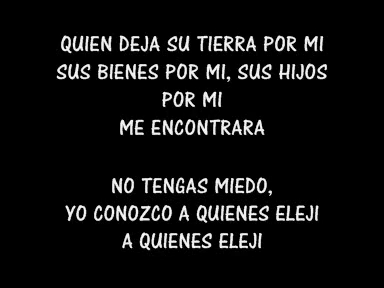 QUIEN DEJA SU TIERRA POR MI
SUS BIENES POR MI, SUS HIJOS
POR MI
ME ENCONTRARA
NO TENGAS MIEDO,
YO CONOZCO A QUIENES ELEJI
A QUIENES ELEJI